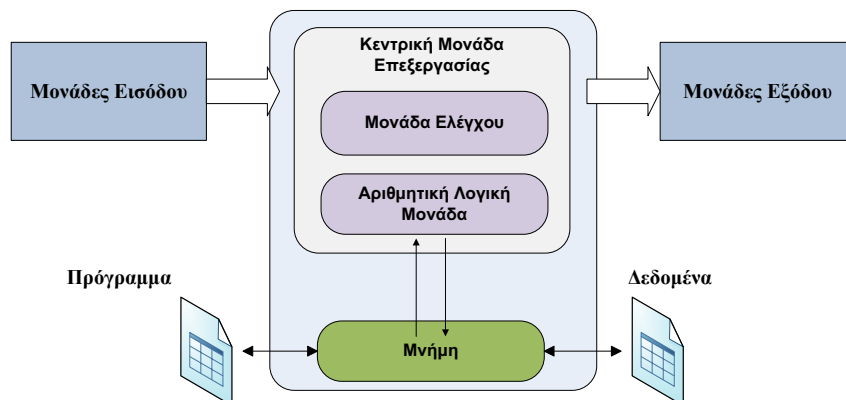 Κεντρική Μονάδα
Επεξεργασίας
Μονάδες Εισόδου
Μονάδες Εξόδου
Μονάδα Ελέγχου
Αριθμητική Λογική
Μονάδα
Πρόγραμμα
Δεδομένα
Μνήμη